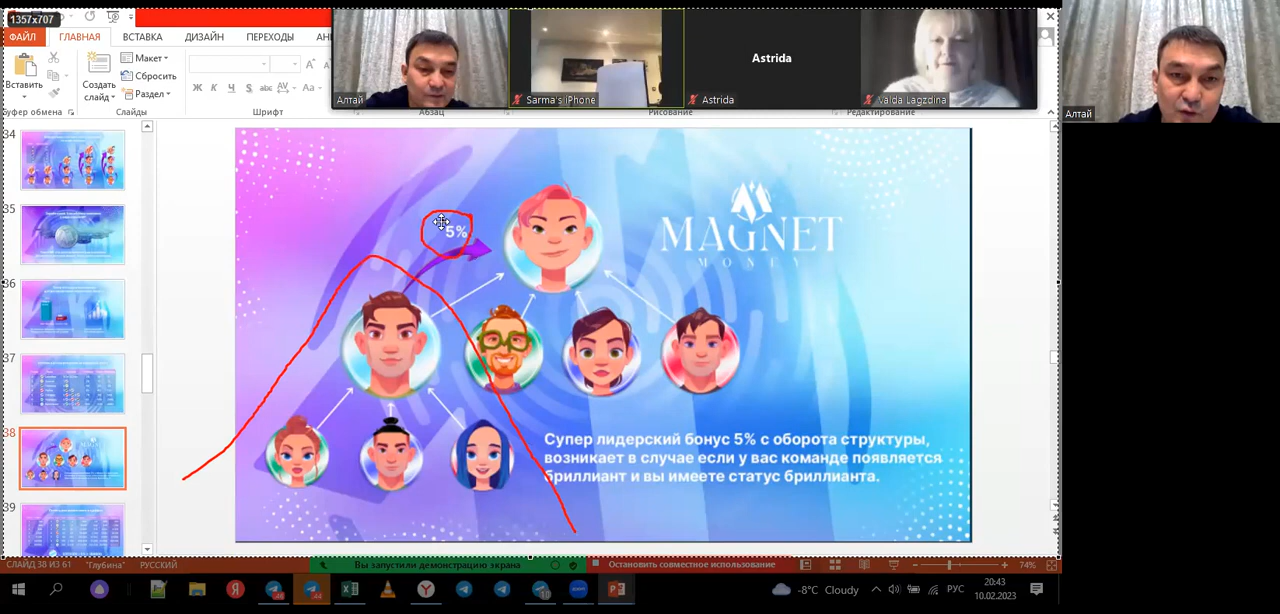 1357x707
ФАЙЛ
ГЛАВНАЯ
ВСТАВКА
ДИЗАЙН
ПЕРЕХОДЫ
Вставить
Создать
слайд
Макет
Сбросить
Раздел
Ж К Ч S abc AV Aa
Буфер обмена
Слайды
Шрифт
Абзац
Рисование
Редактирование
Алтай
Sarma's iPhone
Astrida
Astrida
Valda Lagzdina
Алтай
34
35
36
37
38
39
5%
MAGNET
MONEY
Супер лидерский бонус 5% с оборота структуры,
возникает в случае если у вас команде появляется
бриллиант и вы имеете статус бриллианта.
СЛАЙД 38 ИЗ 61
"Глубина"
РУССКИЙ
Вы запустили демонстрацию экрана
Остановить совместное использование
74%
-8°C Cloudy
РУС
20:43
10.02.2023